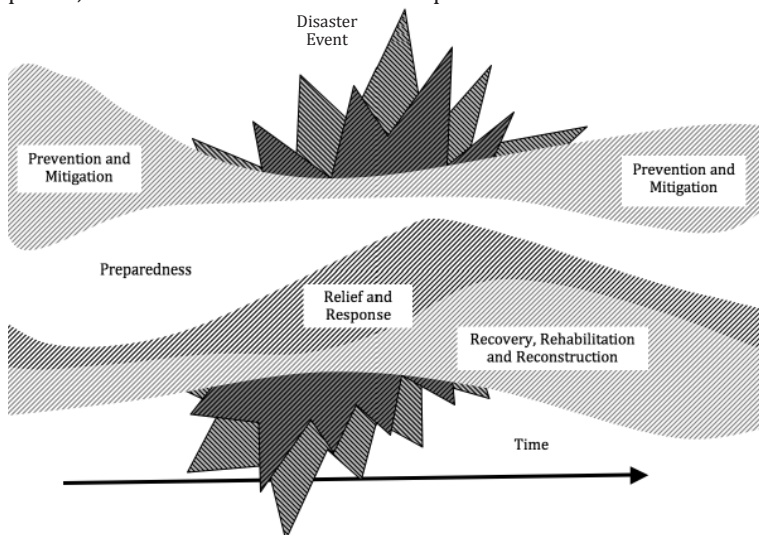 Disaster
Event
Prevention and
Mitigation
Prevention and
Mitigation
Preparedness
Relief and
Response
Recovery, Rehabilitation
and Reconstruction
Time